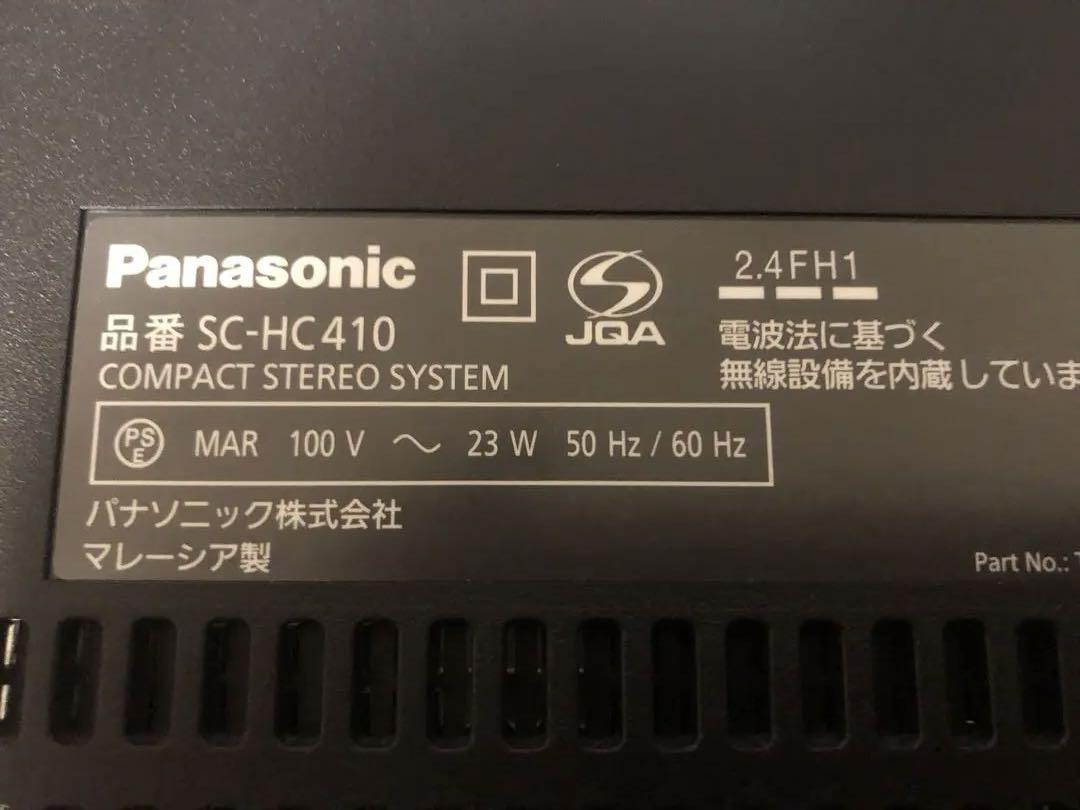 Panasonic
品番 SC-HC410
COMPACT STEREO SYSTEM
JQA
2.4FH1
電波法に基づく
無線設備を内蔵していま
PSE MAR 100 V ～ 23 W 50 Hz / 60 Hz
パナソニック株式会社
マレーシア製
Part No.: